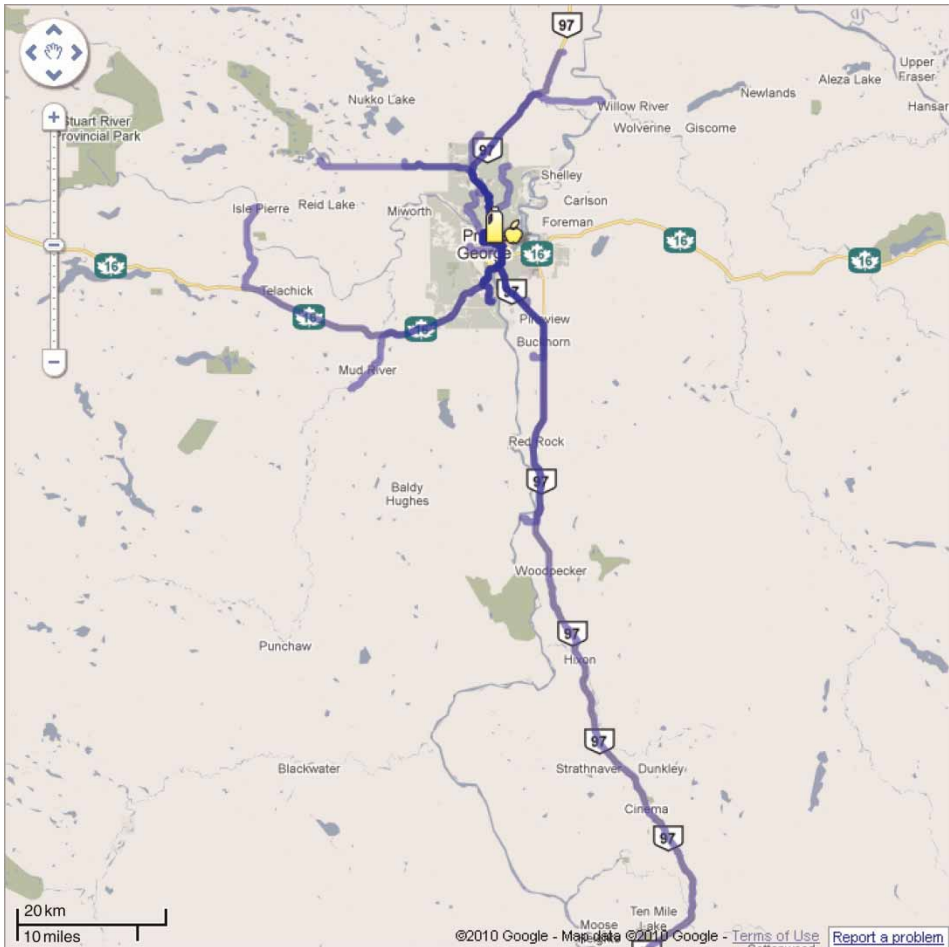 97
Upper
Fraser
Aleza Lake
Newlands
Hansar
Nukko Lake
Willow River
Stuart River
Provincial Park
Wolverine
Giscome
97
Shelley
Carlson
Isle Pierre
Reid Lake
Miworth
Foreman
George
16
16
16
16
Telachick
97
16
16
Pineview
Buckhorn
Mud River
Red Rock
97
Baldy
Hughes
Woodpecker
97
Punchaw
Hixon
97
Blackwater
Strathnaver
Dunkley
Cinema
97
20 km
10 miles
Ten Mile
Lake
Moose
Heights
©2010 Google - Map data ©2010 Google - Terms of Use
Report a problem